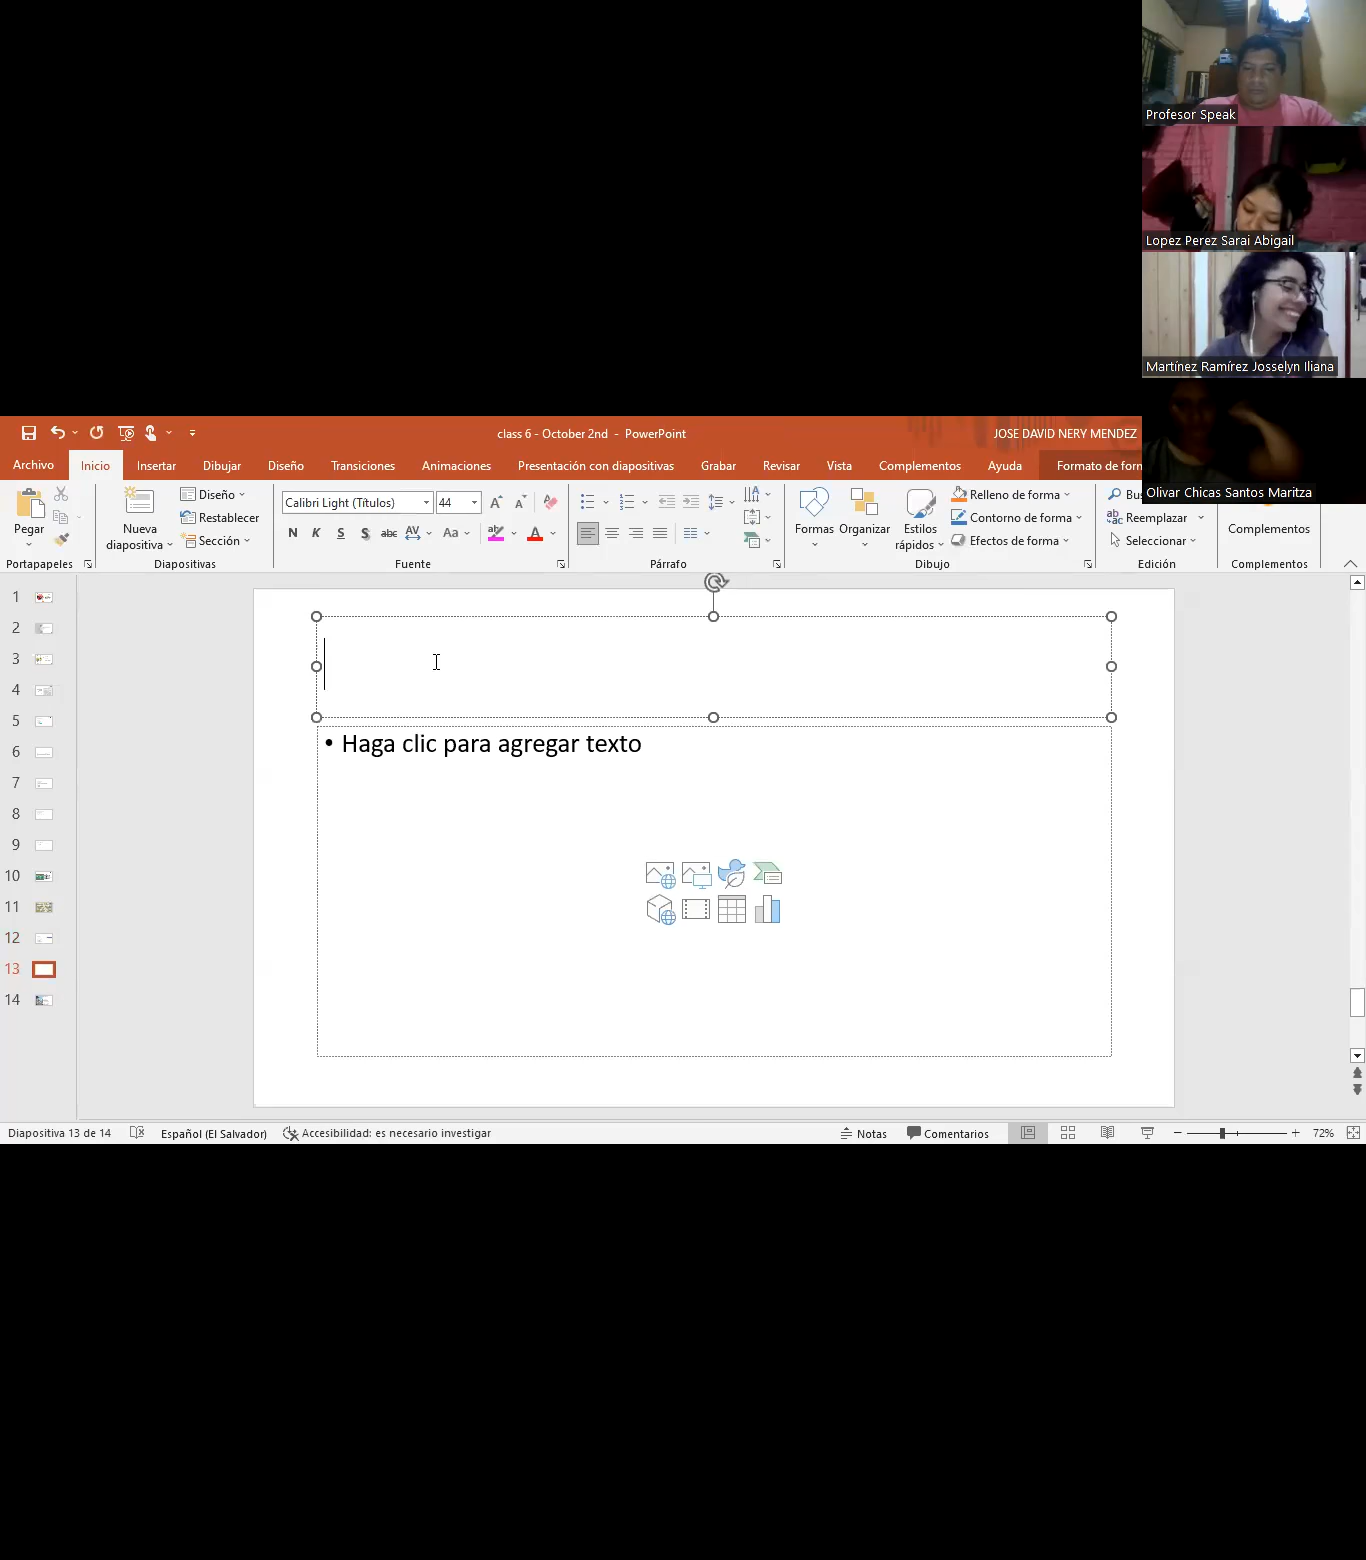 Profesor Speak
Lopez Perez Sarai Abigail
Martínez Ramírez Josselyn Iliana
Olivar Chicas Santos Maritza
class 6 - October 2nd - PowerPoint
JOSE DAVID NERY MENDEZ
Archivo Inicio Insertar Dibujar Diseño Transiciones Animaciones Presentación con diapositivas Grabar Revisar Vista Complementos Ayuda Formato de forn
Pegar
Nueva diapositiva
Diseño
Restablecer
Sección
Calibri Light (Títulos) 44
N K S S abc AV Aa A
Formas
Organizar
Estilos rápidos
Relleno de forma
Contorno de forma
Efectos de forma
Bu
Reemplazar
Seleccionar
Complementos
Portapapeles Diapositivas Fuente Párrafo Dibujo Edición Complementos
1
2
3
4
5
6
7
8
9
10
11
12
13
14
• Haga clic para agregar texto
Diapositiva 13 de 14 Español (El Salvador) Accesibilidad: es necesario investigar Notas Comentarios 72%